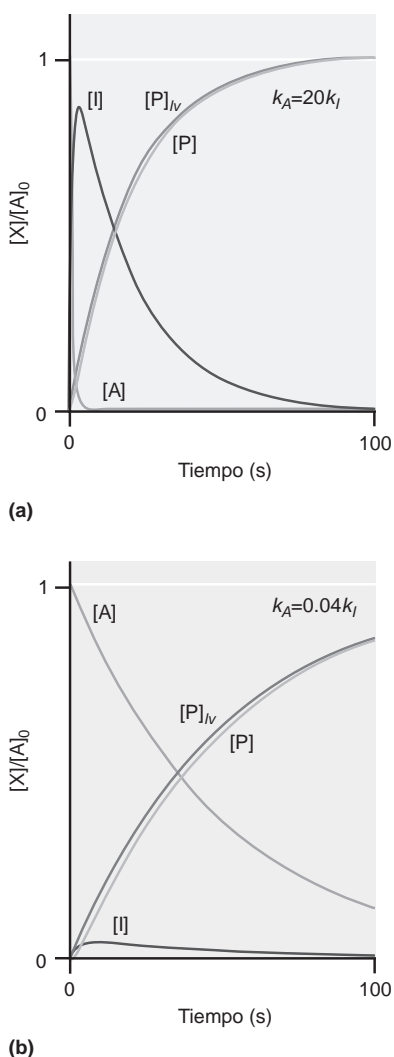 1
[I]
[P]lv
kA=20kI
[P]
[X]/[A]0
[A]
0
0
100
Tiempo (s)
(a)
1
[A]
kA=0.04kI
[P]lv
[P]
[X]/[A]0
[I]
0
0
100
Tiempo (s)
(b)